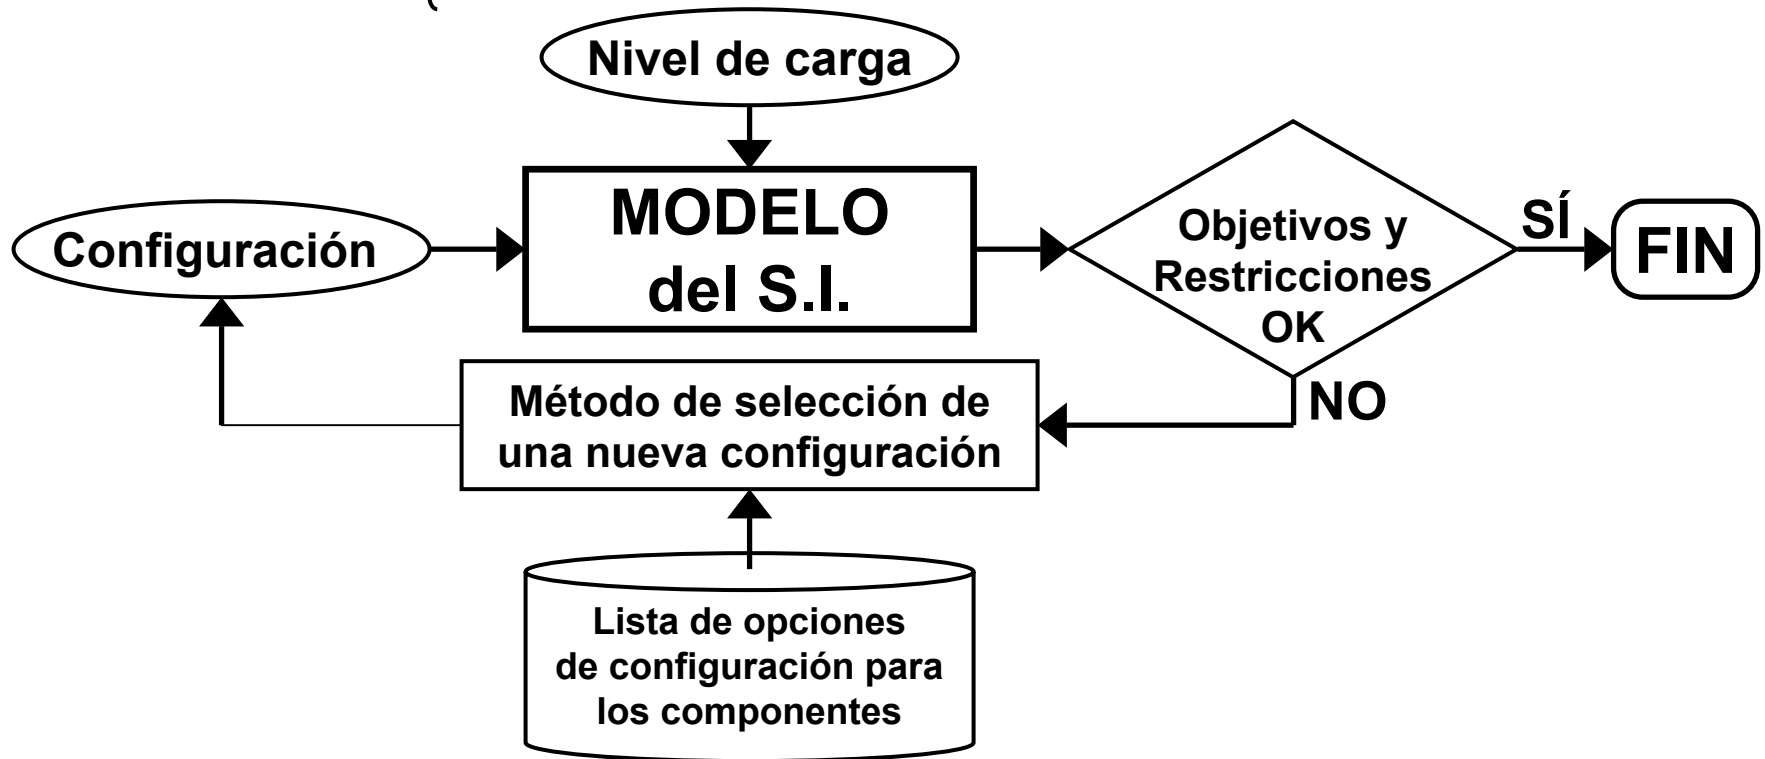 Nivel de carga
Configuración
MODELO
del S.I.
Objetivos y
Restricciones
OK
SÍ
FIN
NO
Método de selección de
una nueva configuración
Lista de opciones
de configuración para
los componentes